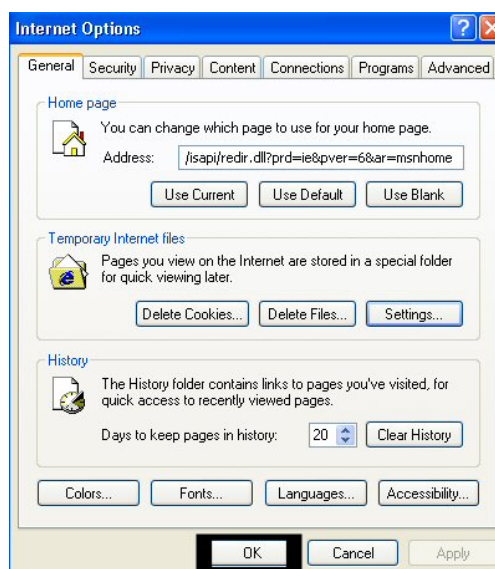 Internet Options
General Security Privacy Content Connections Programs Advanced
Home page
You can change which page to use for your home page.
Address: /isapi/redir.dll?prd=ie&pver=6&ar=msnhome
Use Current Use Default Use Blank
Temporary Internet files
Pages you view on the Internet are stored in a special folder
for quick viewing later.
Delete Cookies... Delete Files... Settings...
History
The History folder contains links to pages you've visited, for
quick access to recently viewed pages.
Days to keep pages in history: 20 Clear History
Colors... Fonts... Languages... Accessibility...
OK Cancel Apply